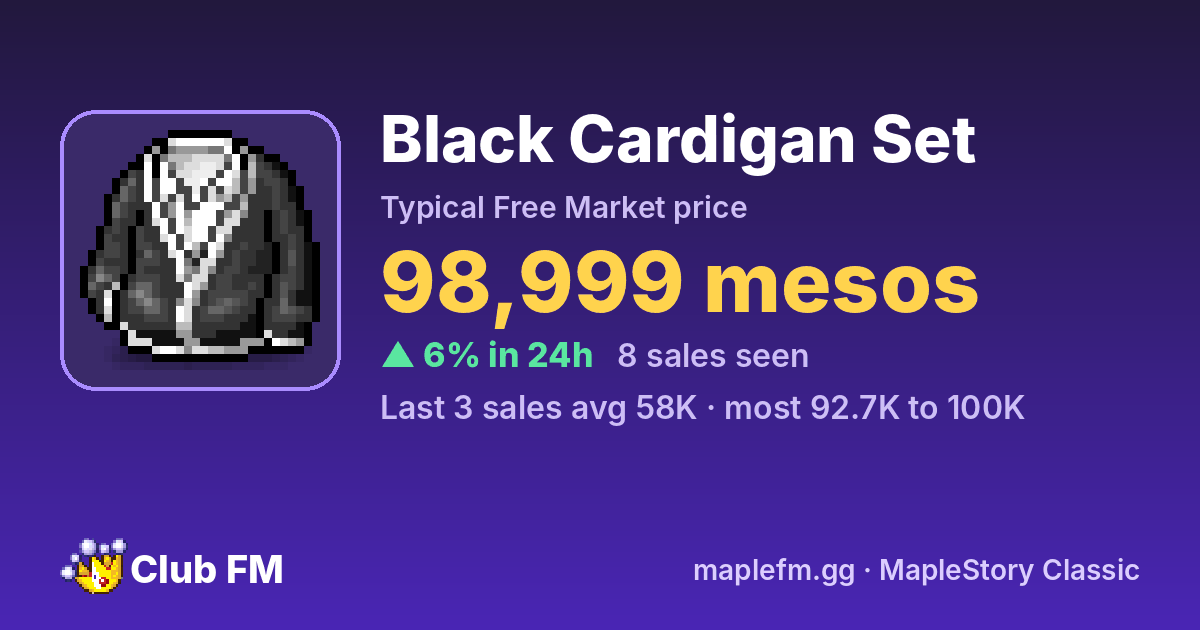 Black Cardigan Set
Typical Free Market price
98,999 mesos
▲ 6% in 24h 8 sales seen
Last 3 sales avg 58K · most 92.7K to 100K
Club FM
maplefm.gg · MapleStory Classic